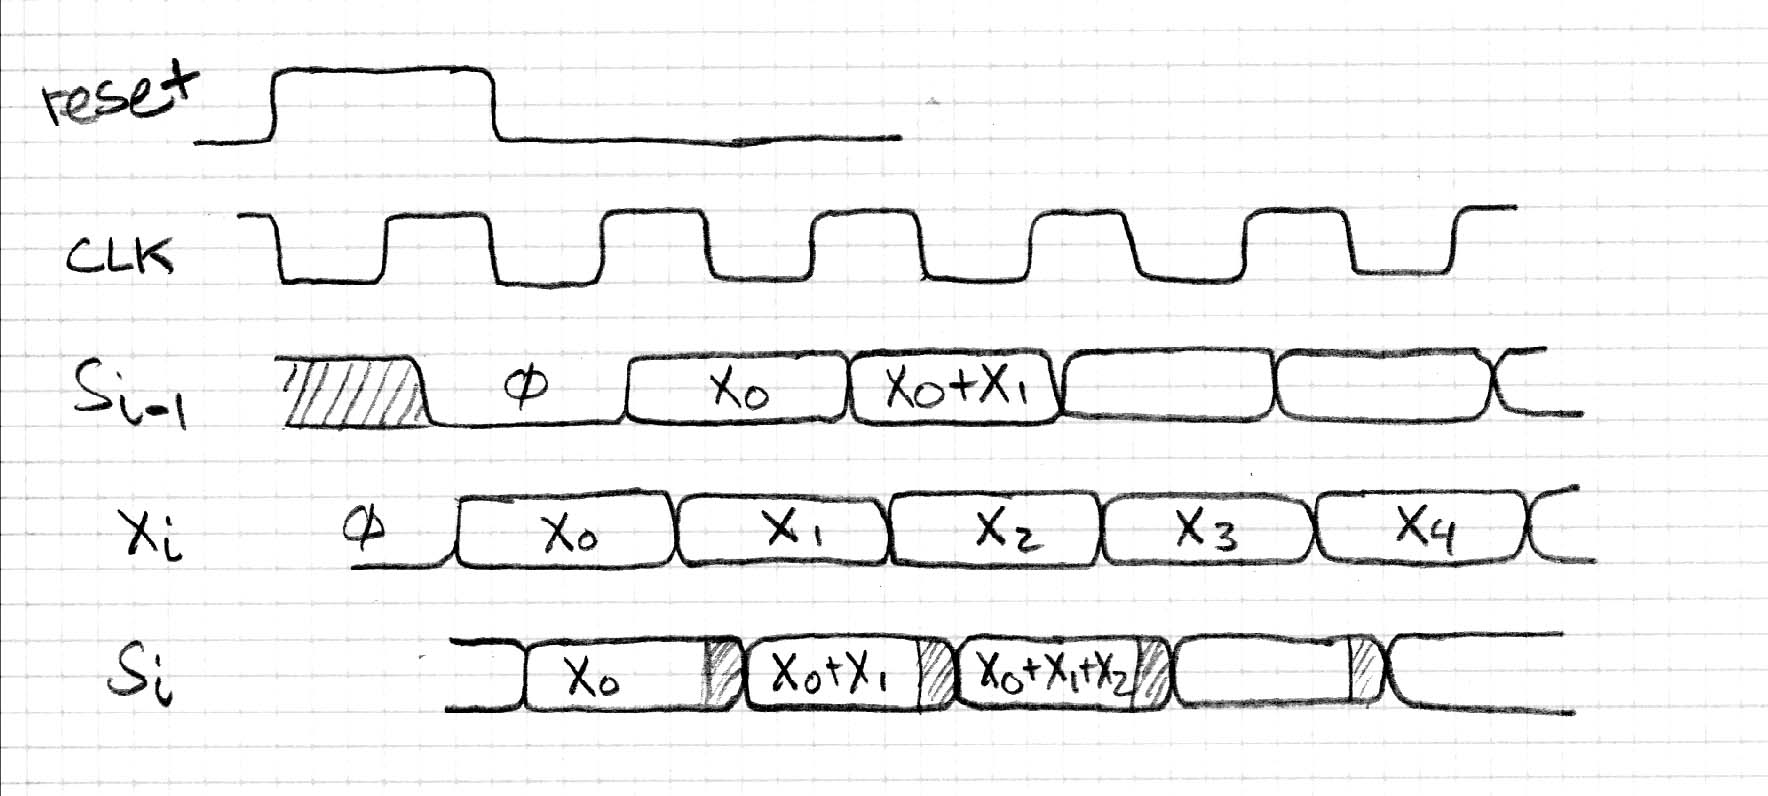 reset
CLK
Si-1 ϕ X0 X0+X1
Xi ϕ X0 X1 X2 X3 X4
Si X0 X0+X1 X0+X1+X2